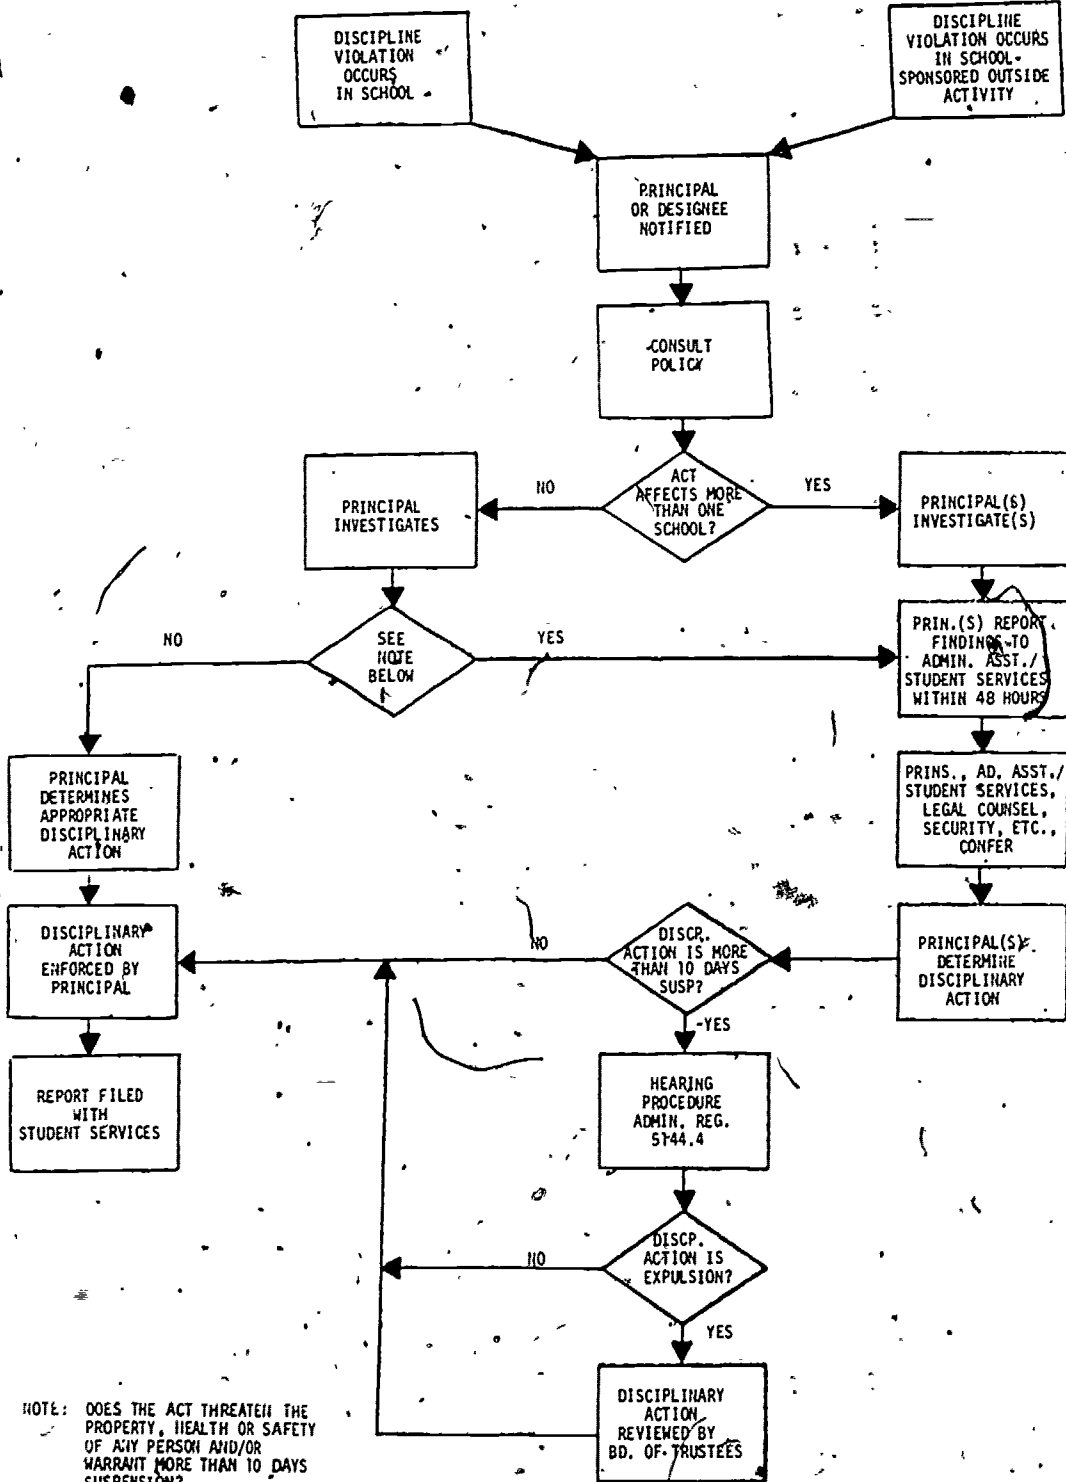 DISCIPLINE
VIOLATION
OCCURS
IN SCHOOL
DISCIPLINE
VIOLATION OCCURS
IN SCHOOL-
SPONSORED OUTSIDE
ACTIVITY
PRINCIPAL
OR DESIGNEE
NOTIFIED
CONSULT
POLICY
ACT
AFFECTS MORE
THAN ONE
SCHOOL?
NO
YES
PRINCIPAL
INVESTIGATES
PRINCIPAL(S)
INVESTIGATE(S)
SEE
NOTE
BELOW
NO
YES
PRIN.(S) REPORT
FINDINGS TO
ADMIN. ASST./
STUDENT SERVICES
WITHIN 48 HOURS
PRINCIPAL
DETERMINES
APPROPRIATE
DISCIPLINARY
ACTION
PRINS., AD. ASST./
STUDENT SERVICES,
LEGAL COUNSEL,
SECURITY, ETC.,
CONFER
DISCIPLINARY
ACTION
ENFORCED BY
PRINCIPAL
NO
DISCP.
ACTION IS MORE
THAN 10 DAYS
SUSP?
PRINCIPAL(S)
DETERMINE
DISCIPLINARY
ACTION
YES
REPORT FILED
WITH
STUDENT SERVICES
HEARING
PROCEDURE
ADMIN. REG.
5144.4
NO
DISCP.
ACTION IS
EXPULSION?
YES
DISCIPLINARY
ACTION
REVIEWED BY
BD. OF TRUSTEES
NOTE: DOES THE ACT THREATEN THE
PROPERTY, HEALTH OR SAFETY
OF ANY PERSON AND/OR
WARRANT MORE THAN 10 DAYS
SUSPENSION?